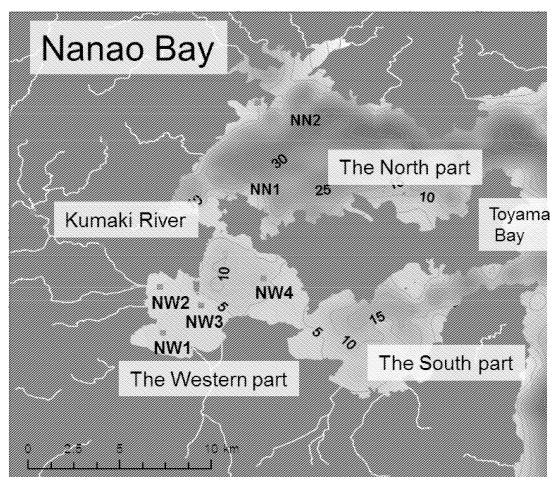 Nanao Bay
NN2
30
The North part
NN1
25
10
10
Kumaki River
Toyama
Bay
10
NW4
NW2
5
NW3
15
5
10
NW1
The South part
The Western part
0 2.5 5 10 km